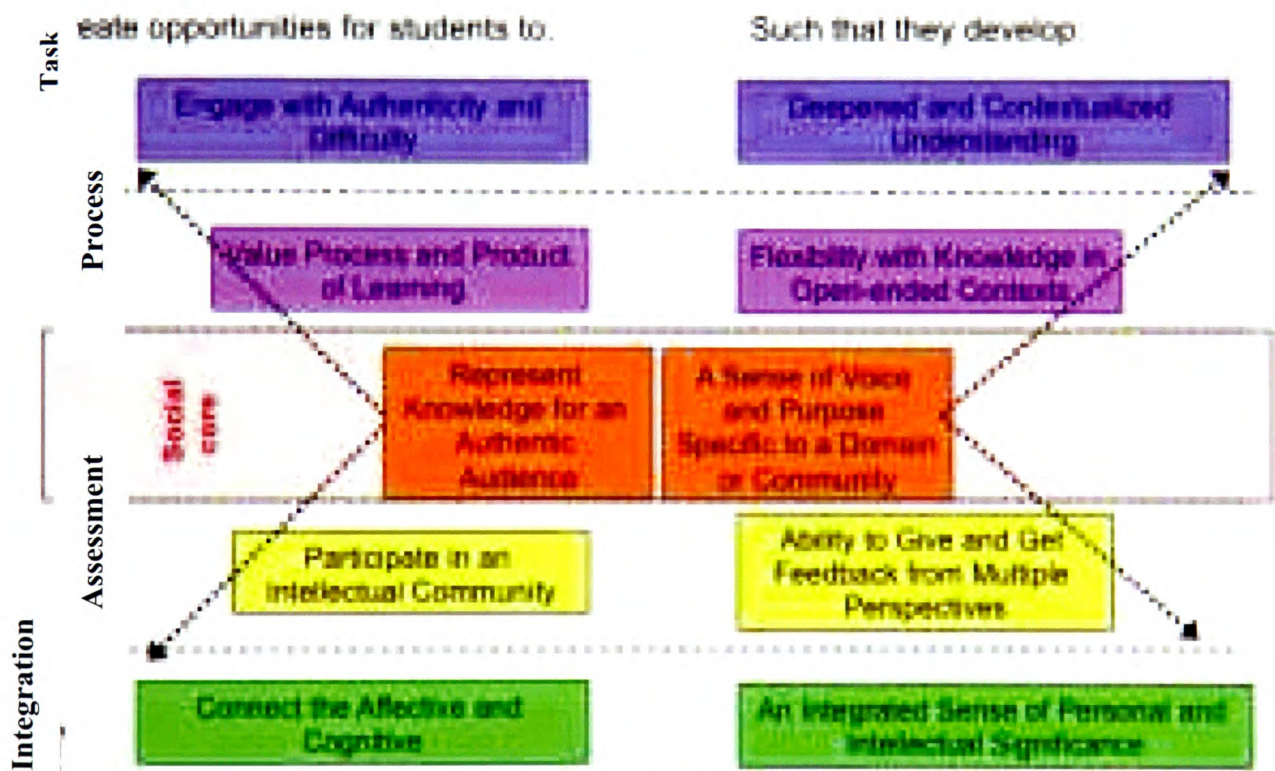 Task
eate opportunities for students to:
Such that they develop:
Engage with Authenticity and
Difficulty
Deepened and Contextualized
Understanding
Process
Value Process and Product
of Learning
Flexibility with Knowledge in
Open-ended Contexts
Social
core
Represent
Knowledge for an
Authentic
Audience
A Sense of Voice
and Purpose
Specific to a Domain
or Community
Assessment
Participate in an
Intellectual Community
Ability to Give and Get
Feedback from Multiple
Perspectives
Integration
Connect the Affective and
Cognitive
An Integrated Sense of Personal and
Intellectual Significance